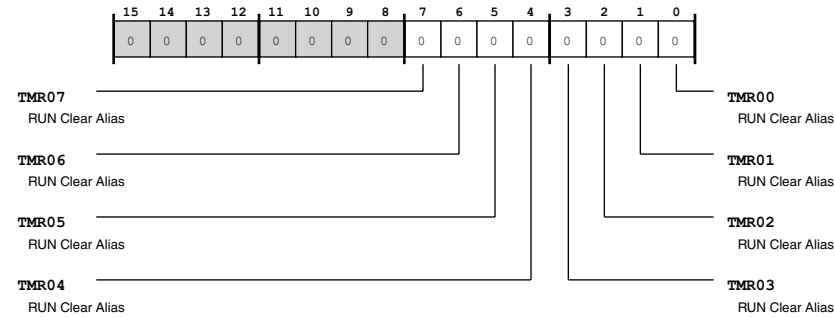 15 14 13 12 11 10 9 8 7 6 5 4 3 2 1 0
0 0 0 0 0 0 0 0 0 0 0 0 0 0 0 0
TMR07
RUN Clear Alias
TMR06
RUN Clear Alias
TMR05
RUN Clear Alias
TMR04
RUN Clear Alias
TMR00
RUN Clear Alias
TMR01
RUN Clear Alias
TMR02
RUN Clear Alias
TMR03
RUN Clear Alias